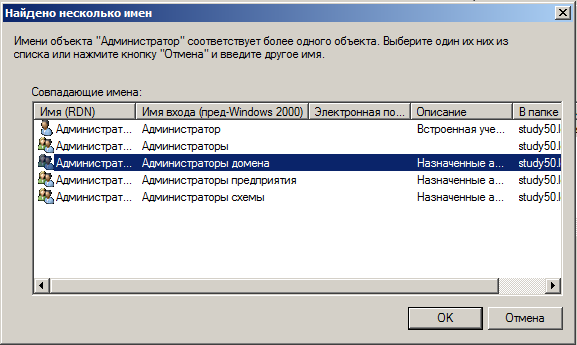 Найдено несколько имен
Имени объекта "Администратор" соответствует более одного объекта. Выберите один их них из
списка или нажмите кнопку "Отмена" и введите другое имя.
Совпадающие имена:
Имя (RDN) Имя входа (пред-Windows 2000) Электронная по... Описание В папке
Администрат... Администратор Встроенная уче... study50.l
Администрат... Администраторы study50.l
Администрат... Администраторы домена Назначенные а... study50.l
Администрат... Администраторы предприятия Назначенные а... study50.l
Администрат... Администраторы схемы Назначенные а... study50.l
OK Отмена